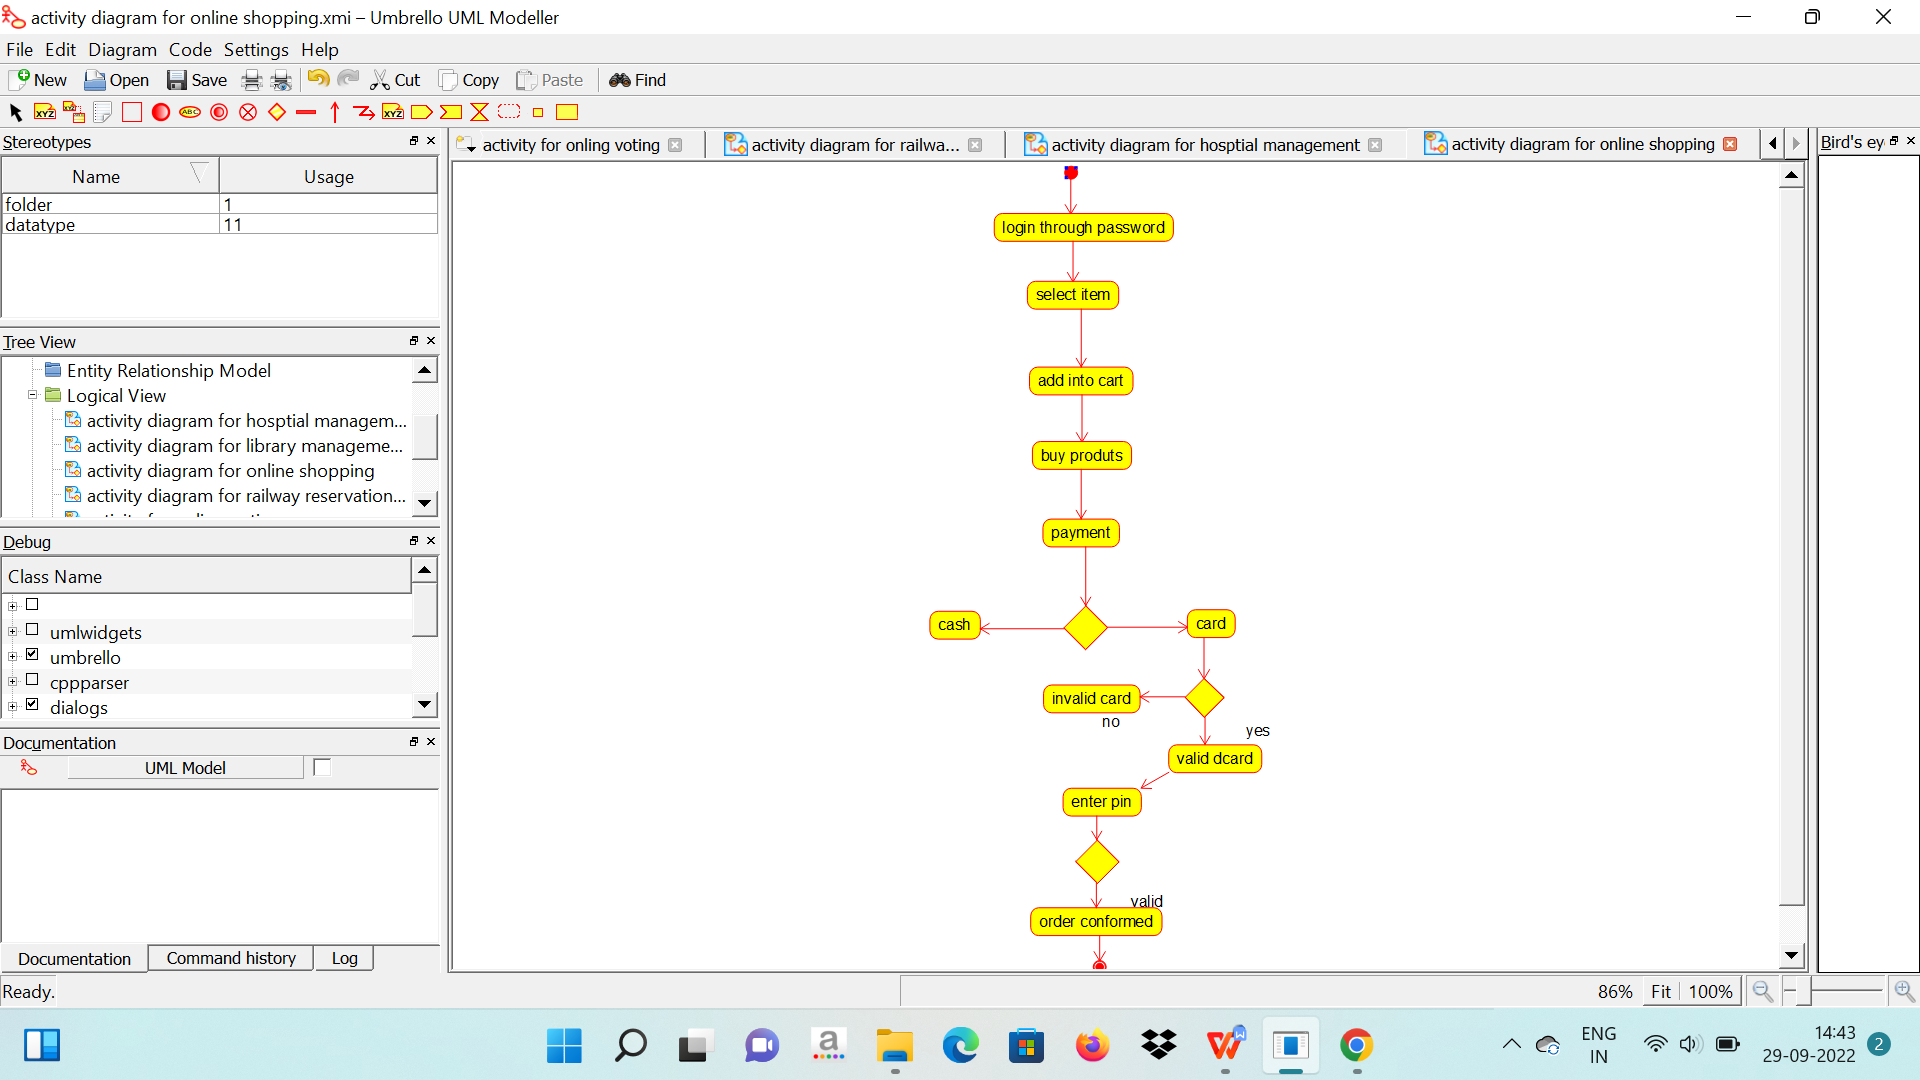 activity diagram for online shopping.xmi – Umbrello UML Modeller
File Edit Diagram Code Settings Help
New Open Save Cut Copy Paste Find
XYZ XYZ ABC XYZ
Stereotypes
Name Usage
folder 1
datatype 11
Tree View
Entity Relationship Model
Logical View
activity diagram for hosptial managem...
activity diagram for library manageme...
activity diagram for online shopping
activity diagram for railway reservation...
Debug
Class Name
umlwidgets
umbrello
cppparser
dialogs
Documentation
UML Model
Documentation Command history Log
Ready.
activity for onling voting activity diagram for railwa... activity diagram for hosptial management activity diagram for online shopping
Bird's ey
login through password
select item
add into cart
buy produts
payment
cash
card
invalid card
no
yes
valid dcard
enter pin
valid
order conformed
86% Fit 100%
a
W
ENG
IN
14:43
29-09-2022
2